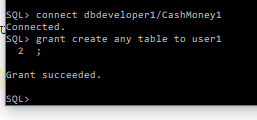 SQL> connect dbdeveloper1/CashMoney1
Connected.
SQL> grant create any table to user1
  2  ;
Grant succeeded.
SQL>